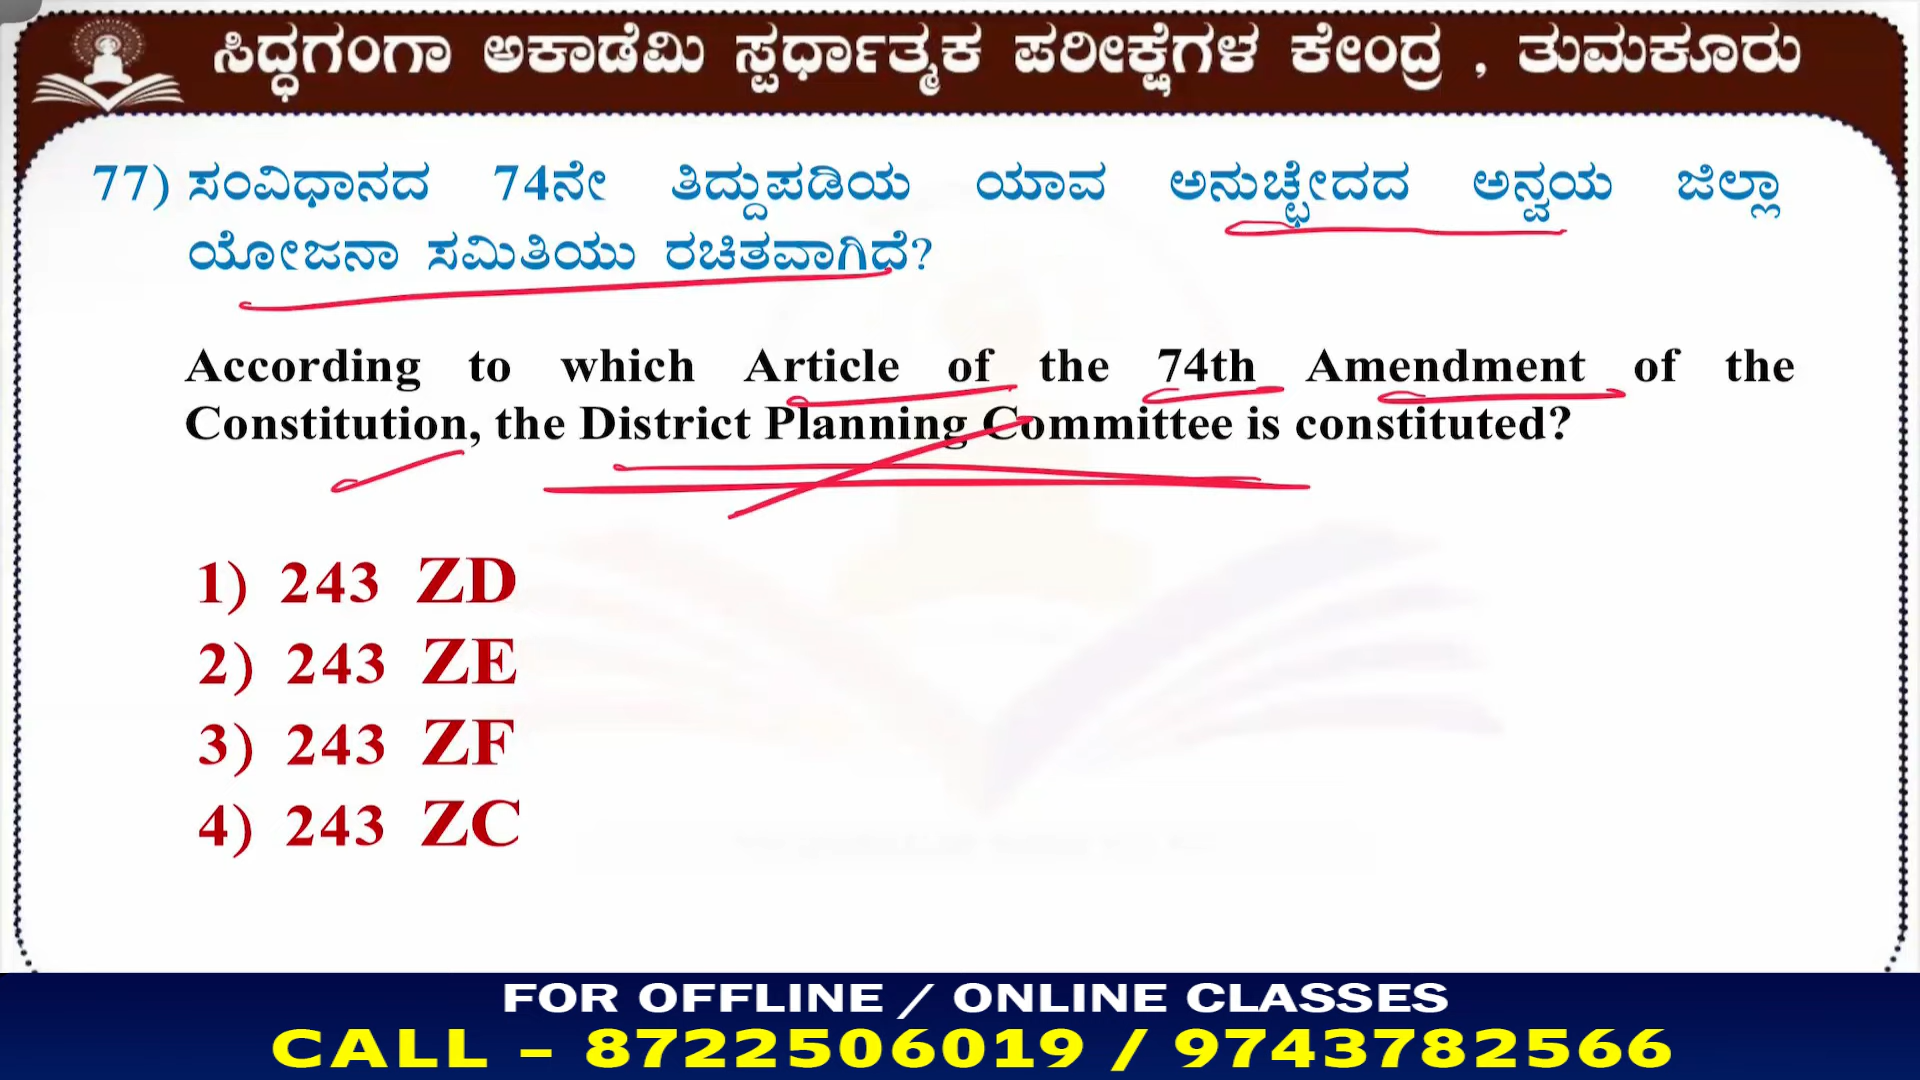 ಸಿದ್ಧಗಂಗಾ ಅಕಾಡೆಮಿ ಸ್ಪರ್ಧಾತ್ಮಕ ಪರೀಕ್ಷೆಗಳ ಕೇಂದ್ರ , ತುಮಕೂರು
77) ಸಂವಿಧಾನದ 74ನೇ ತಿದ್ದುಪಡಿಯ ಯಾವ ಅನುಚ್ಛೇದದ ಅನ್ವಯ ಜಿಲ್ಲಾ
ಯೋಜನಾ ಸಮಿತಿಯು ರಚಿತವಾಗಿದೆ?
According to which Article of the 74th Amendment of the
Constitution, the District Planning Committee is constituted?
1) 243 ZD
2) 243 ZE
3) 243 ZF
4) 243 ZC
FOR OFFLINE / ONLINE CLASSES
CALL – 8722506019 / 9743782566